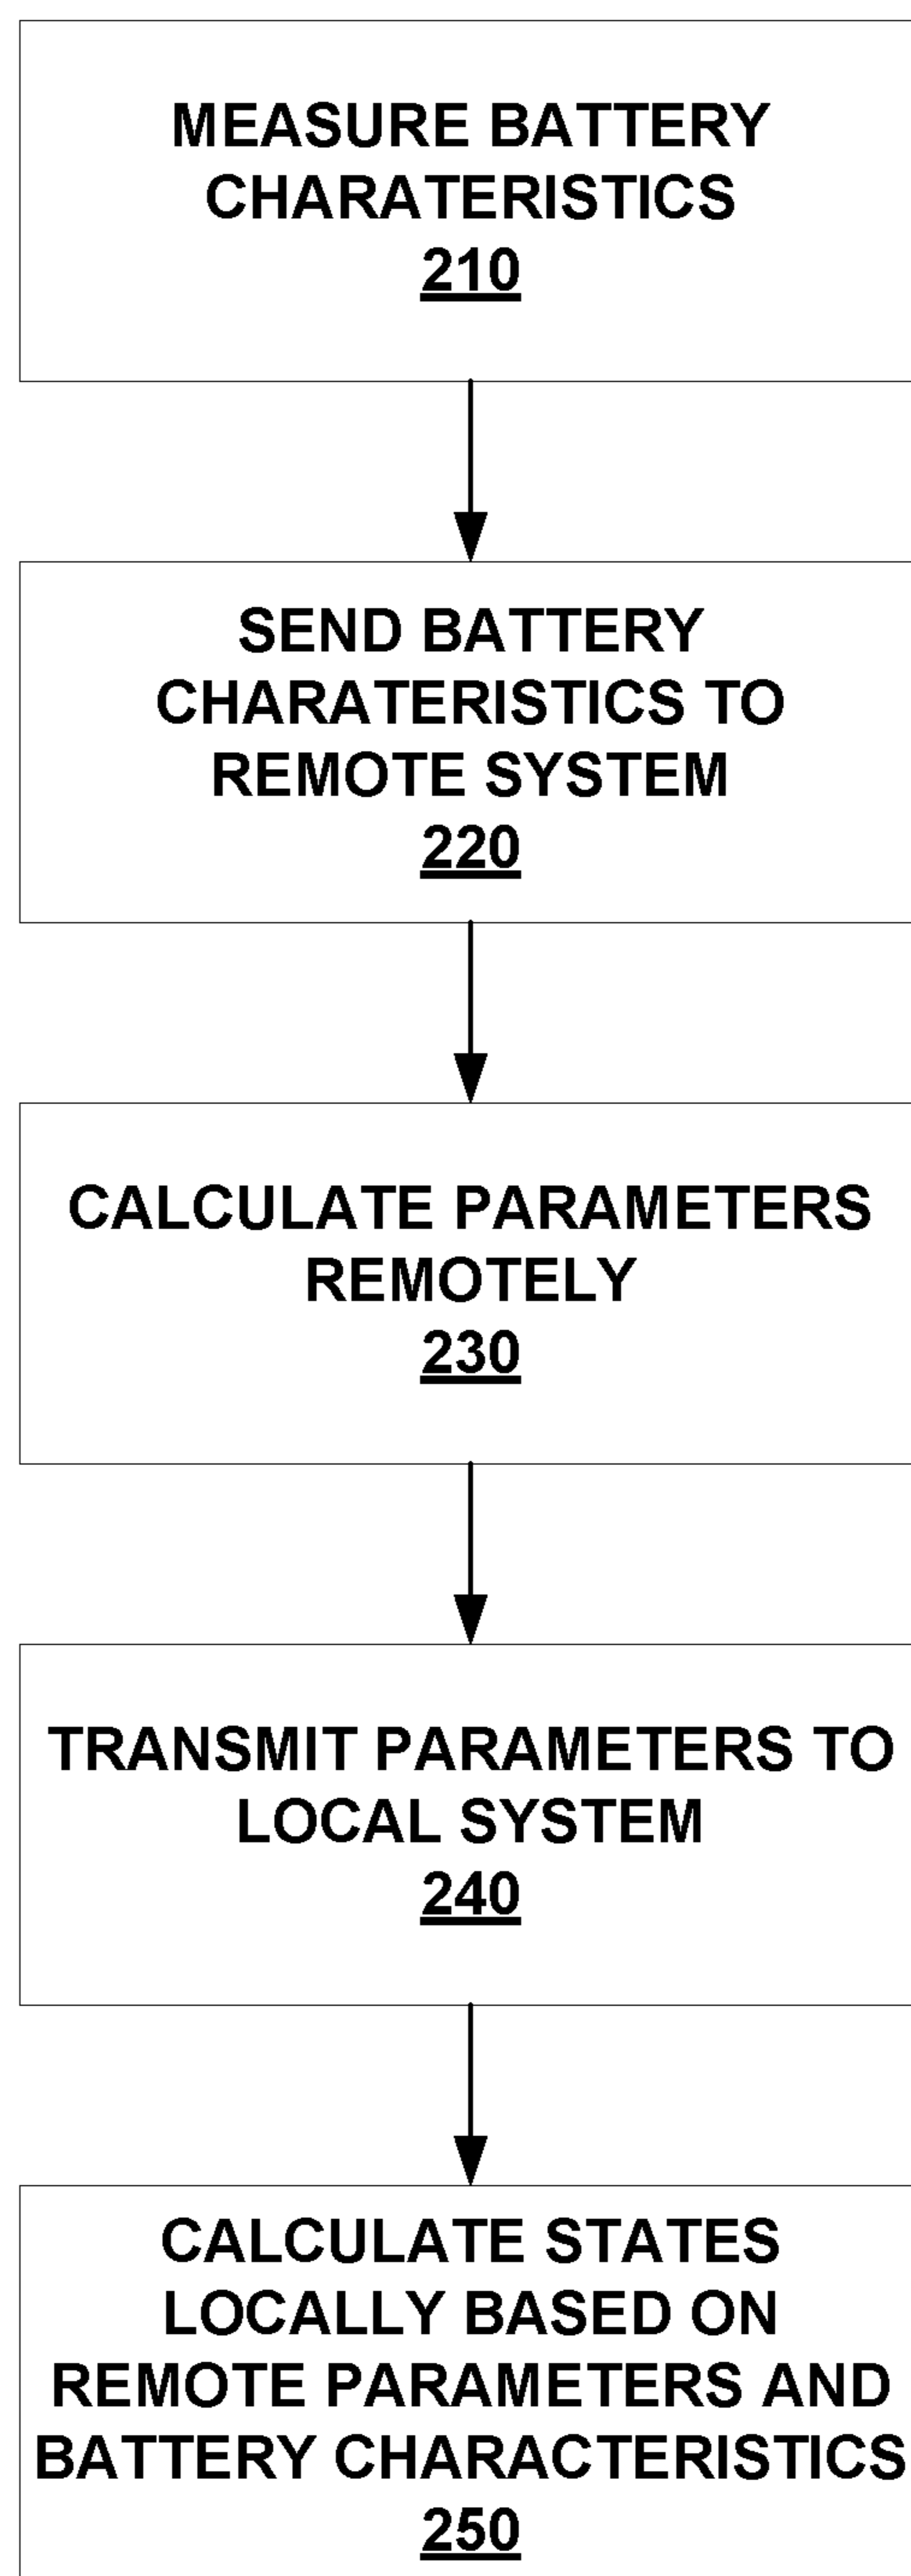 MEASURE BATTERY
CHARATERISTICS
210
SEND BATTERY
CHARATERISTICS TO
REMOTE SYSTEM
220
CALCULATE PARAMETERS
REMOTELY
230
TRANSMIT PARAMETERS TO
LOCAL SYSTEM
240
CALCULATE STATES
LOCALLY BASED ON
REMOTE PARAMETERS AND
BATTERY CHARACTERISTICS
250